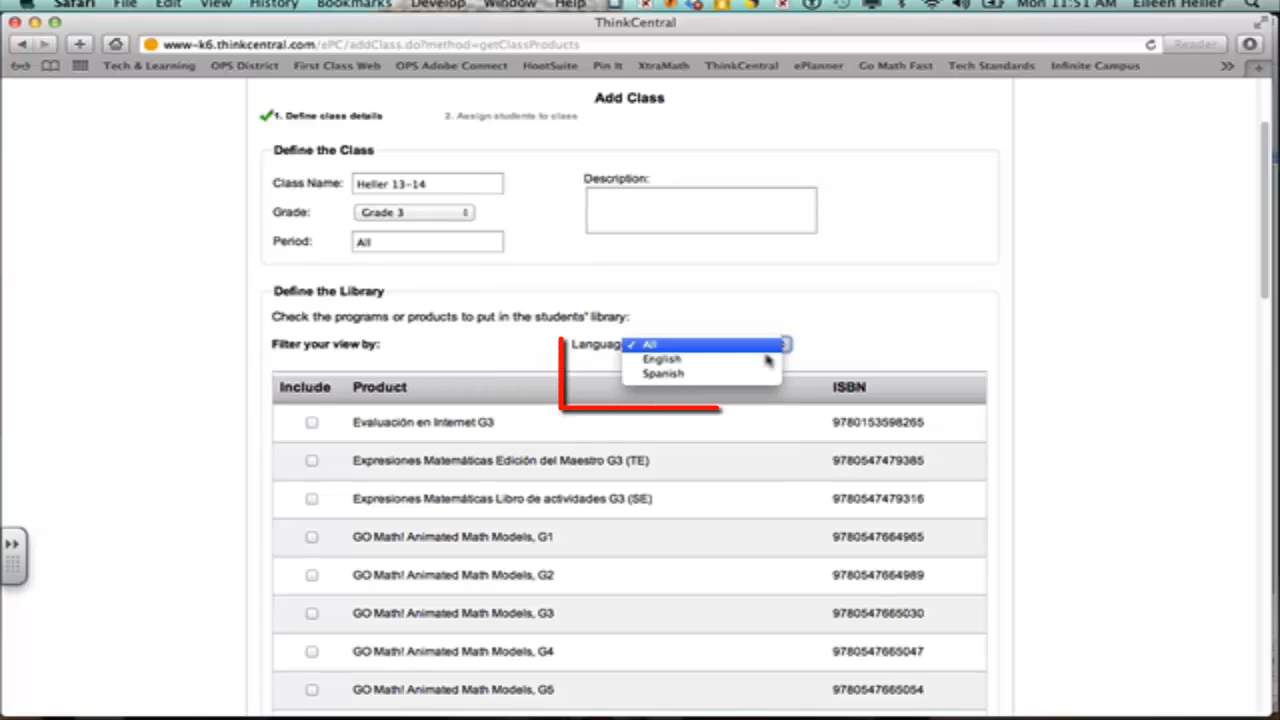 Safari File Edit View History Bookmarks Develop Window Help Mon 11:51 AM Eileen Heller
ThinkCentral
www-k6.thinkcentral.com/ePC/addClass.do?method=getClassProducts Reader
Tech & Learning OPS District First Class Web OPS Adobe Connect HootSuite Pin It XtraMath ThinkCentral ePlanner Go Math Fast Tech Standards Infinite Campus
Add Class
1. Define class details 2. Assign students to class
Define the Class
Class Name: Heller 13-14 Description:
Grade: Grade 3
Period: All
Define the Library
Check the programs or products to put in the students' library:
Filter your view by: Languag ✓ All
English
Spanish
Include Product ISBN
Evaluación en Internet G3 9780153598265
Expresiones Matemáticas Edición del Maestro G3 (TE) 9780547479385
Expresiones Matemáticas Libro de actividades G3 (SE) 9780547479316
GO Math! Animated Math Models, G1 9780547664965
GO Math! Animated Math Models, G2 9780547664989
GO Math! Animated Math Models, G3 9780547665030
GO Math! Animated Math Models, G4 9780547665047
GO Math! Animated Math Models, G5 9780547665054